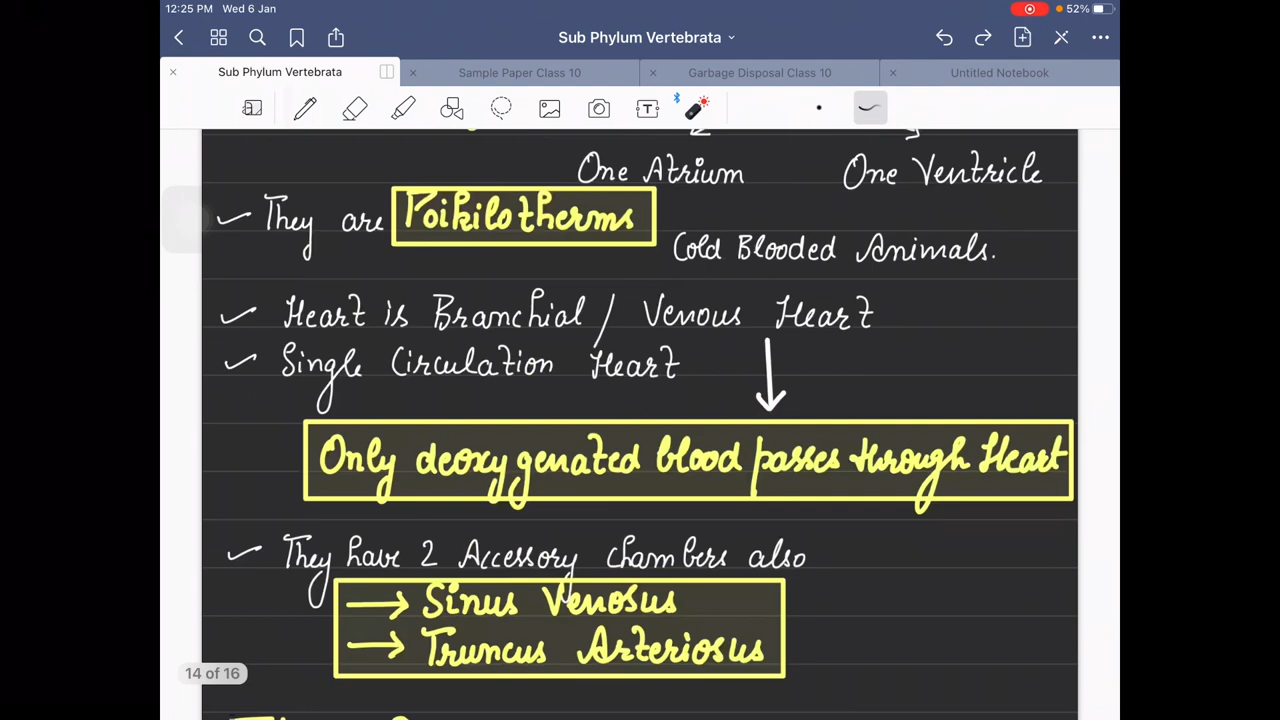 12:25 PM Wed 6 Jan
52%
Sub Phylum Vertebrata
Sub Phylum Vertebrata
Sample Paper Class 10
Garbage Disposal Class 10
Untitled Notebook
One Atrium
One Ventricle
They are Poikilotherms
Cold Blooded Animals.
Heart is Branchial / Venous Heart
Single Circulation Heart
Only deoxygenated blood passes through Heart
They have 2 Accessory chambers also
→ Sinus Venosus
→ Truncus Arteriosus
14 of 16